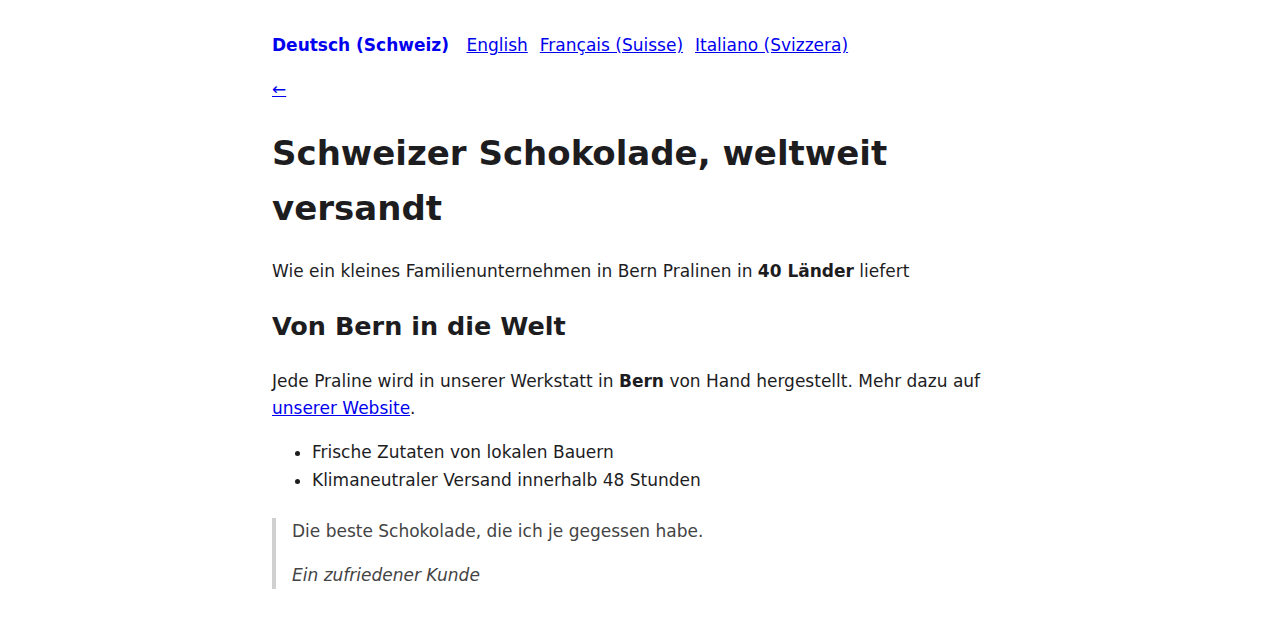 Deutsch (Schweiz) English Français (Suisse) Italiano (Svizzera)
←
Schweizer Schokolade, weltweit
versandt
Wie ein kleines Familienunternehmen in Bern Pralinen in 40 Länder liefert
Von Bern in die Welt
Jede Praline wird in unserer Werkstatt in Bern von Hand hergestellt. Mehr dazu auf
unserer Website.
• Frische Zutaten von lokalen Bauern
• Klimaneutraler Versand innerhalb 48 Stunden
Die beste Schokolade, die ich je gegessen habe.
Ein zufriedener Kunde